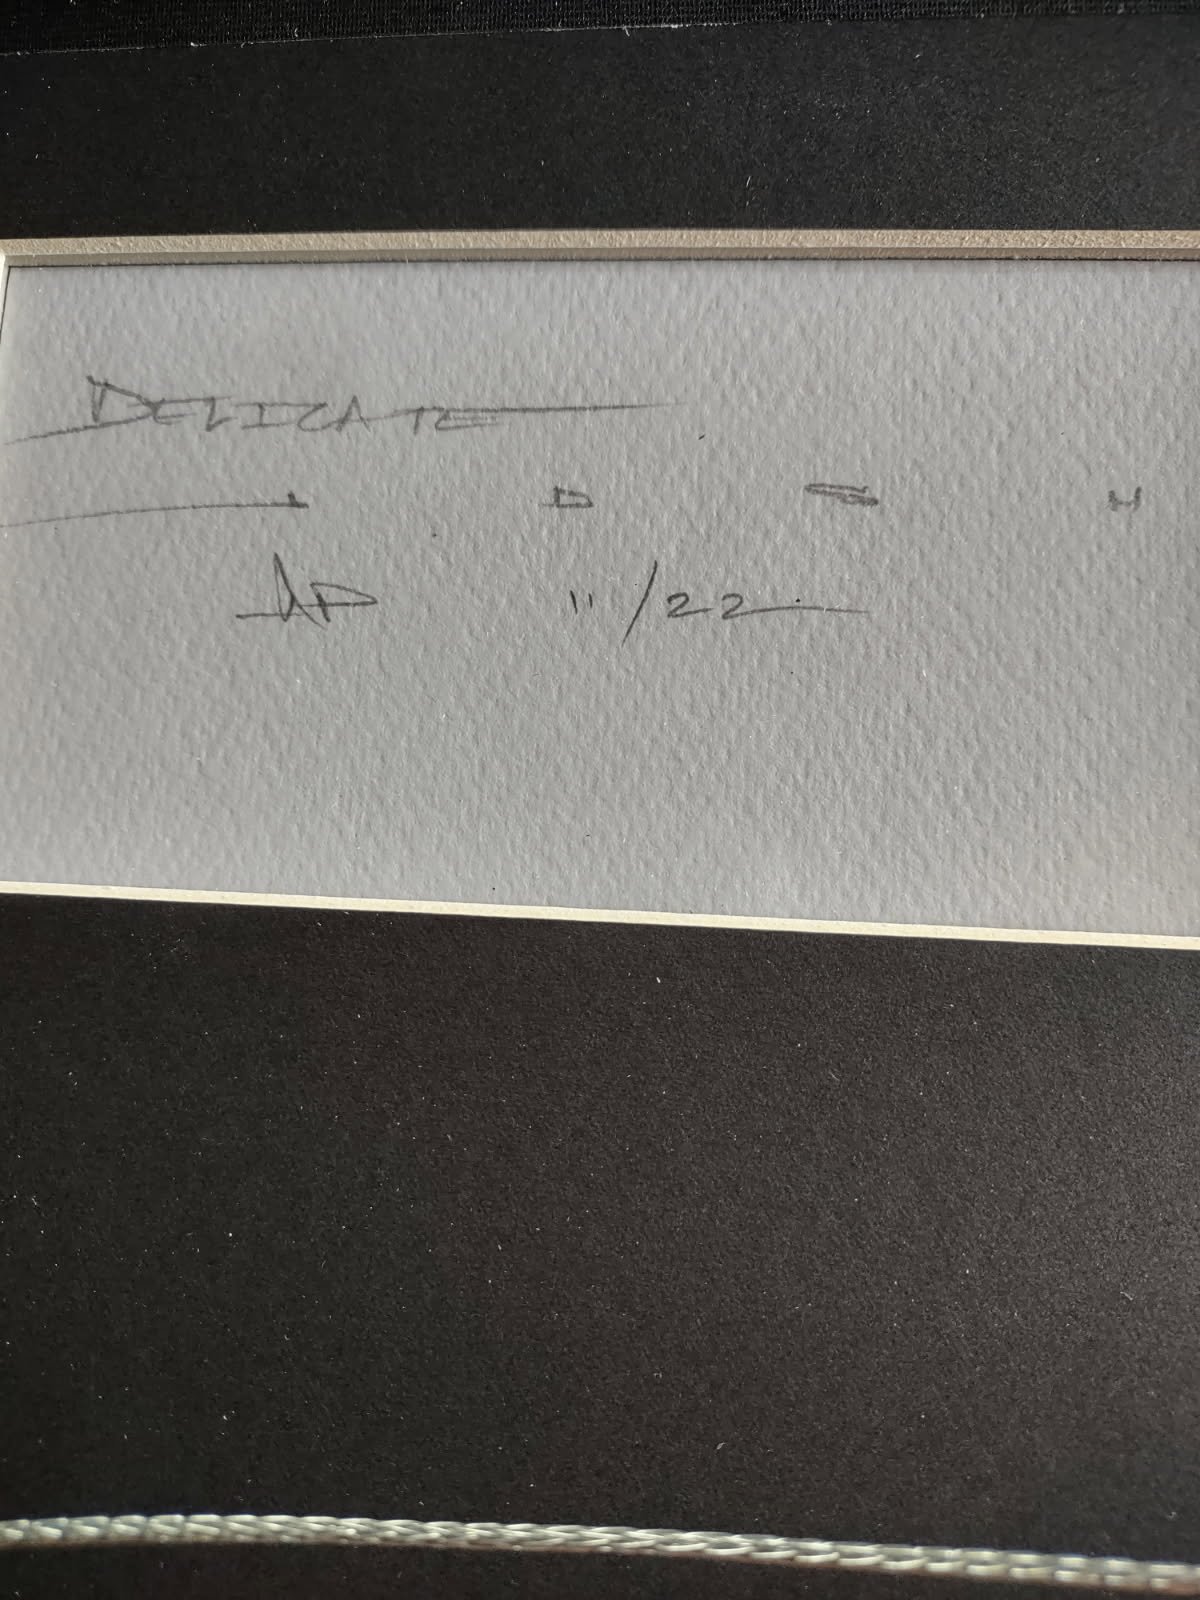 DELICATE
D S H
AP 11/22